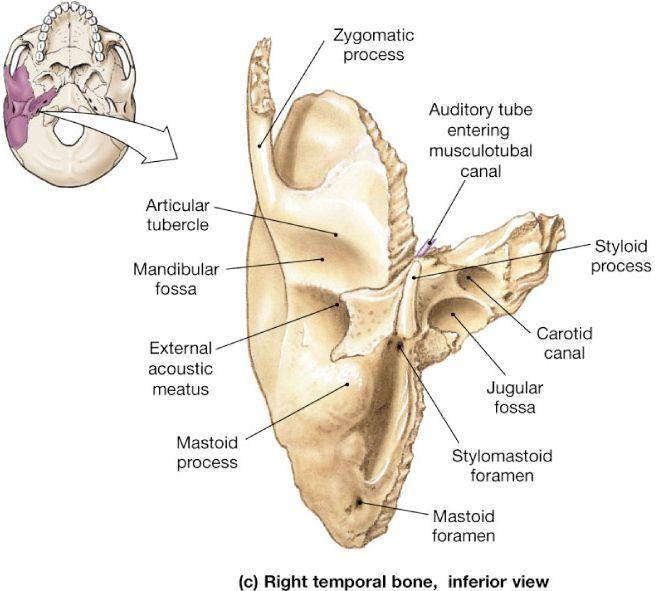 Zygomatic
process
Auditory tube
entering
musculotubal
canal
Articular
tubercle
Styloid
process
Mandibular
fossa
Carotid
canal
External
acoustic
meatus
Jugular
fossa
Mastoid
process
Stylomastoid
foramen
Mastoid
foramen
(c) Right temporal bone, inferior view